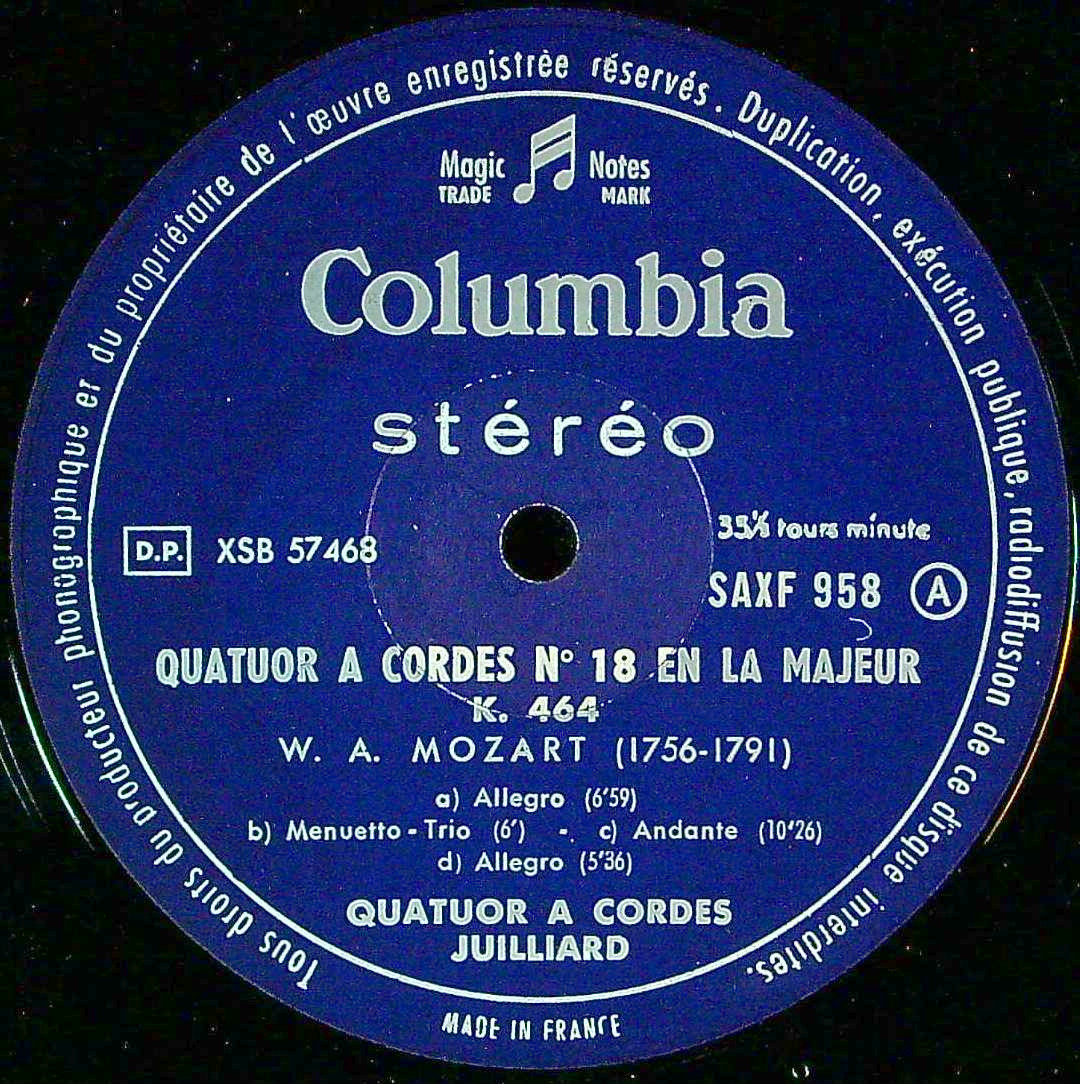 Tous droits du producteur phonographique et du propriétaire de l'œuvre enregistrèe réservés. Duplication, exécution publique, radiodiffusion de ce disque interdites.
Magic Notes
TRADE MARK
Columbia
stéréo
33⅓ tours minute
D.P. XSB 57468
SAXF 958 A
QUATUOR A CORDES N° 18 EN LA MAJEUR
K. 464
W. A. MOZART (1756-1791)
a) Allegro (6'59)
b) Menuetto - Trio (6') - c) Andante (10'26)
d) Allegro (5'36)
QUATUOR A CORDES
JUILLIARD
MADE IN FRANCE